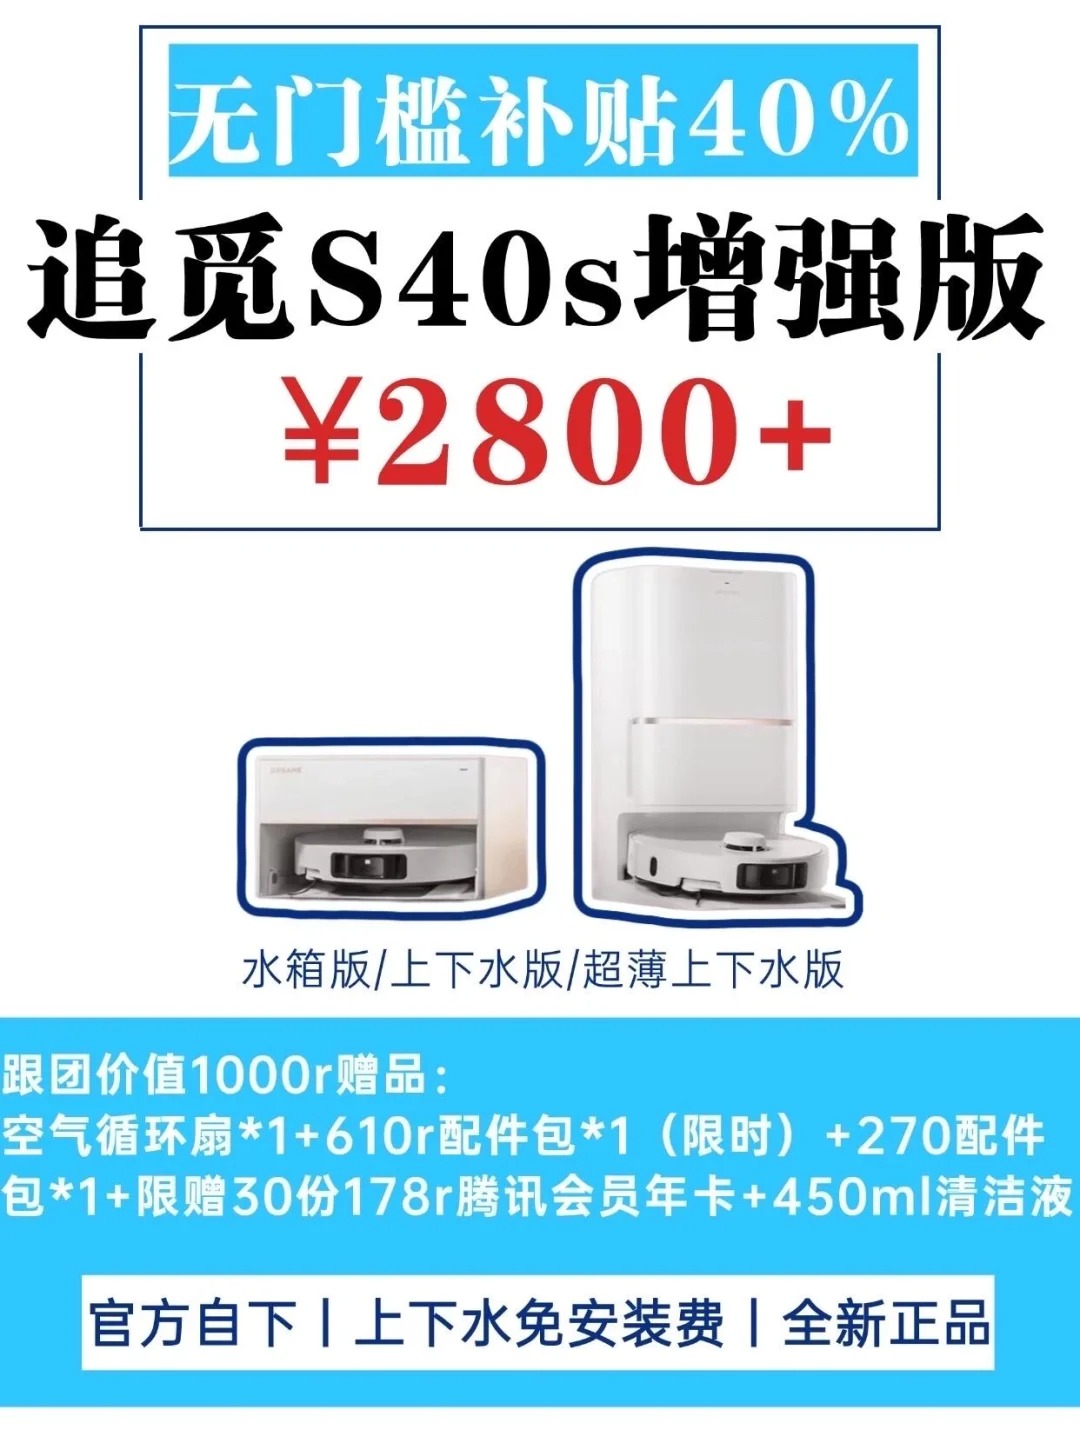 无门槛补贴40%
追觅S40s增强版
¥2800+
DREAME
水箱版/上下水版/超薄上下水版
跟团价值1000r赠品：
空气循环扇*1+610r配件包*1（限时）+270配件
包*1+限赠30份178r腾讯会员年卡+450ml清洁液
官方自下丨上下水免安装费丨全新正品